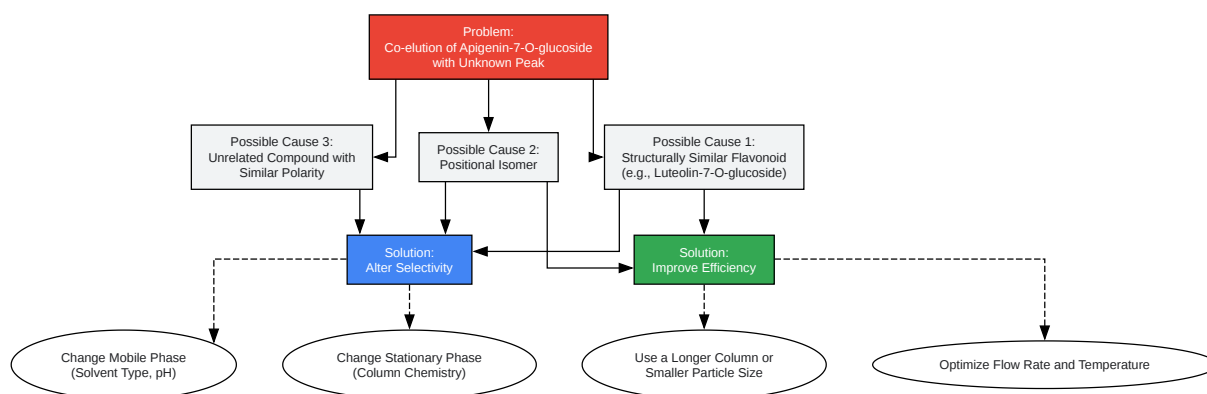 Problem:
Co-elution of Apigenin-7-O-glucoside
with Unknown Peak
Possible Cause 3:
Unrelated Compound with
Similar Polarity
Possible Cause 2:
Positional Isomer
Possible Cause 1:
Structurally Similar Flavonoid
(e.g., Luteolin-7-O-glucoside)
Solution:
Alter Selectivity
Solution:
Improve Efficiency
Change Mobile Phase
(Solvent Type, pH)
Change Stationary Phase
(Column Chemistry)
Use a Longer Column or
Smaller Particle Size
Optimize Flow Rate and Temperature